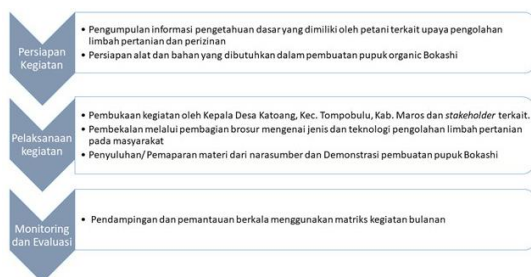 Persiapan
Kegiatan
• Pengumpulan informasi pengetahuan dasar yang dimiliki oleh petani terkait upaya pengolahan
limbah pertanian dan perizinan
• Persiapan alat dan bahan yang dibutuhkan dalam pembuatan pupuk organic Bokashi
Pelaksanaan
kegiatan
• Pembukaan kegiatan oleh Kepala Desa Katoang, Kec. Tompobulu, Kab. Maros dan stakeholder terkait.
• Pembekalan melalui pembagian brosur mengenai jenis dan teknologi pengolahan limbah pertanian
pada masyarakat
• Penyuluhan/ Pemaparan materi dari narasumber dan Demonstrasi pembuatan pupuk Bokashi
Monitoring
dan Evaluasi
• Pendampingan dan pemantauan berkala menggunakan matriks kegiatan bulanan